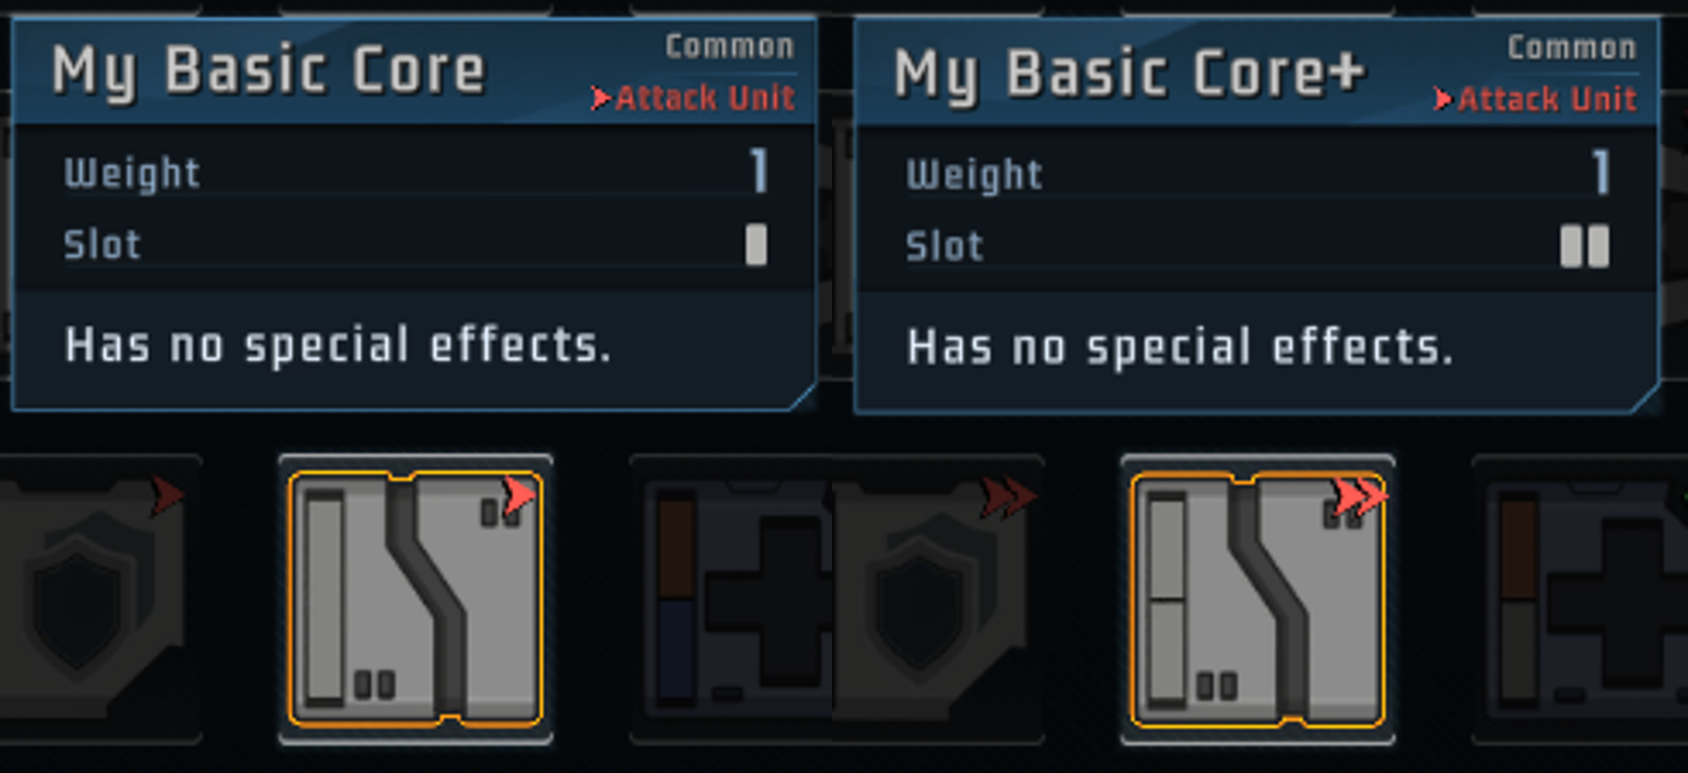 My Basic Core
Common
Attack Unit
Weight 1
Slot
Has no special effects.
My Basic Core+
Common
Attack Unit
Weight 1
Slot
Has no special effects.